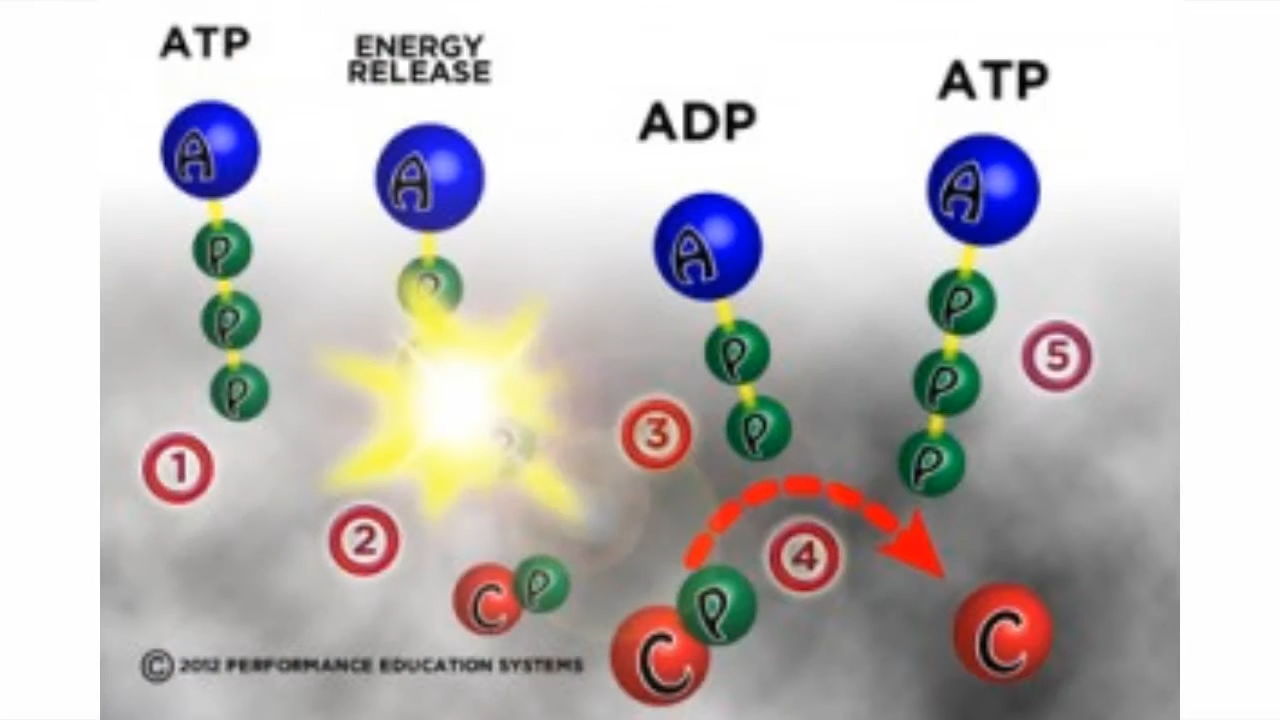 ATP
A
P
P
P
1
ENERGY
RELEASE
A
P
2
C P
ADP
A
P
P
3
C P
4
ATP
A
P
P
P
5
C
© 2012 PERFORMANCE EDUCATION SYSTEMS